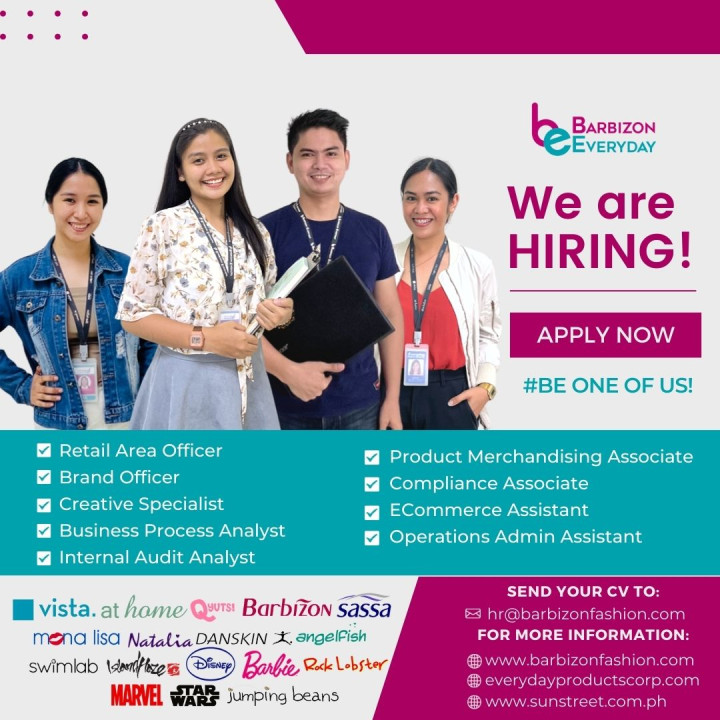 be BARBIZON
EVERYDAY
We are
HIRING!
APPLY NOW
#BE ONE OF US!
Retail Area Officer
Brand Officer
Creative Specialist
Business Process Analyst
Internal Audit Analyst
Product Merchandising Associate
Compliance Associate
ECommerce Assistant
Operations Admin Assistant
vista. at home QYUTSI Barbizon sassa
mona lisa Natalia DANSKIN angelfish
swimlab Island Haze Disney Barbie Rock Lobster
MARVEL STAR WARS jumping beans
SEND YOUR CV TO:
hr@barbizonfashion.com
FOR MORE INFORMATION:
www.barbizonfashion.com
everydayproductscorp.com
www.sunstreet.com.ph